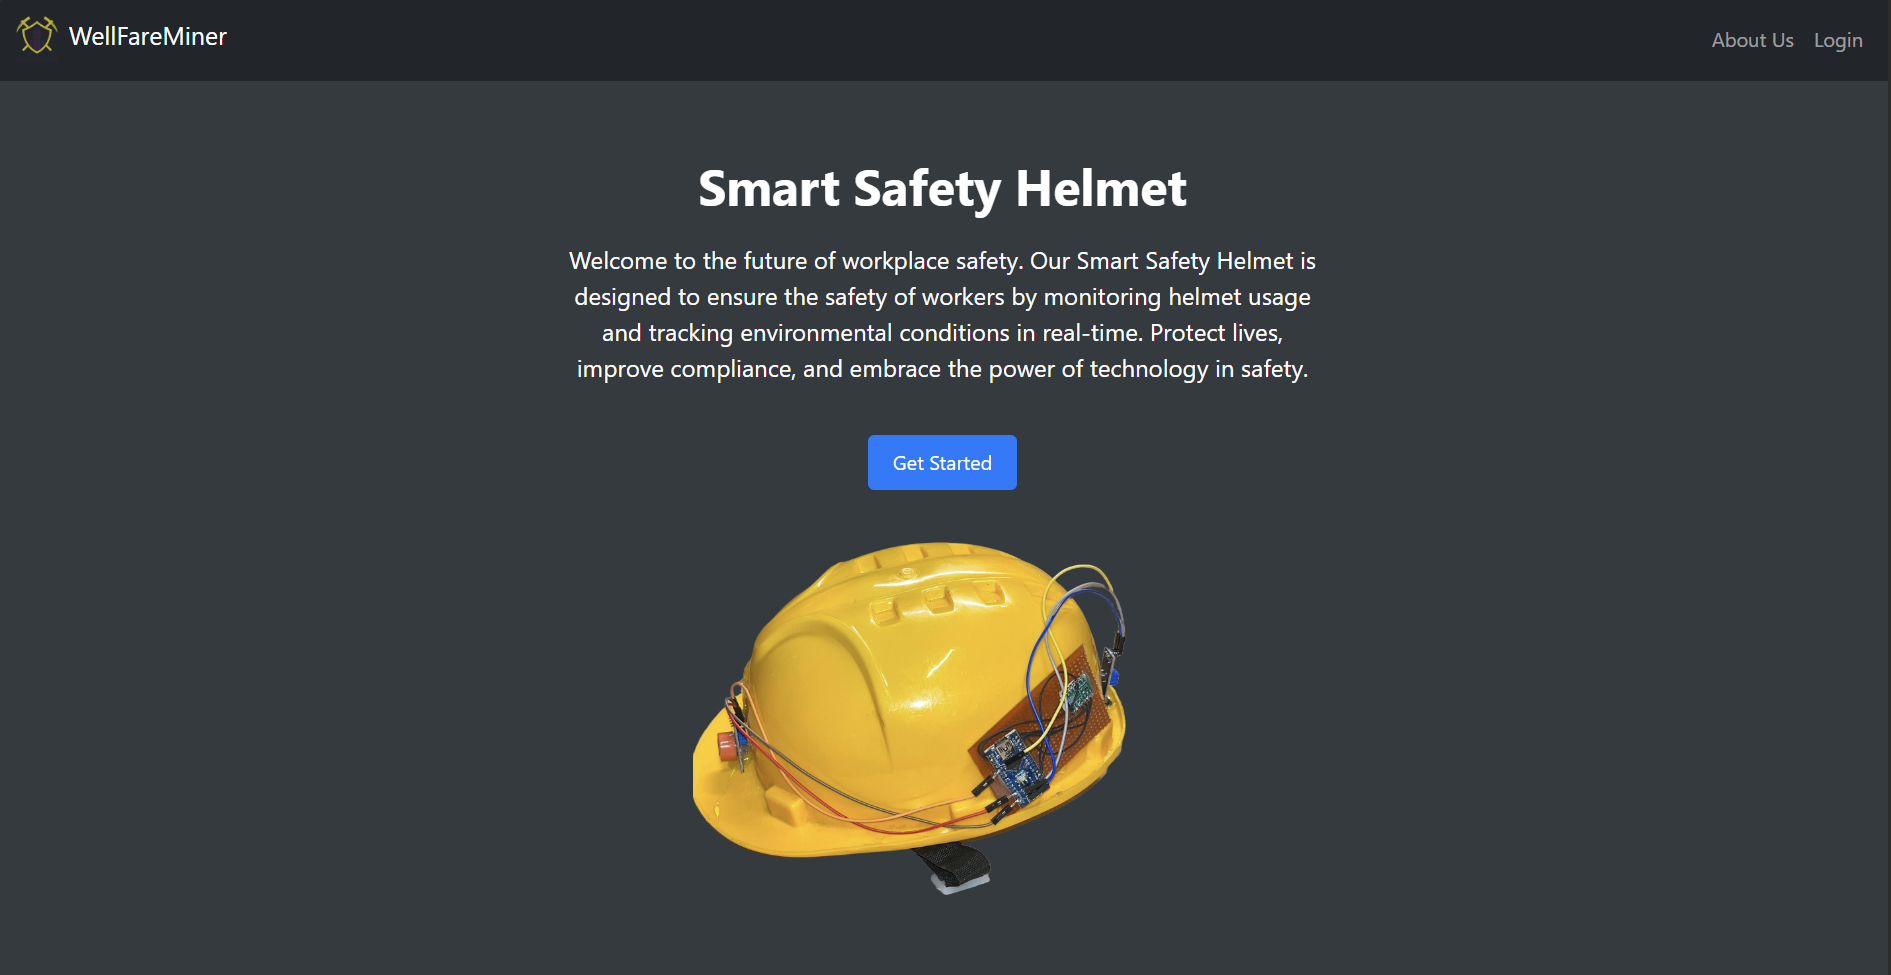 WellFareMiner
About Us
Login
Smart Safety Helmet
Welcome to the future of workplace safety. Our Smart Safety Helmet is
designed to ensure the safety of workers by monitoring helmet usage
and tracking environmental conditions in real-time. Protect lives,
improve compliance, and embrace the power of technology in safety.
Get Started